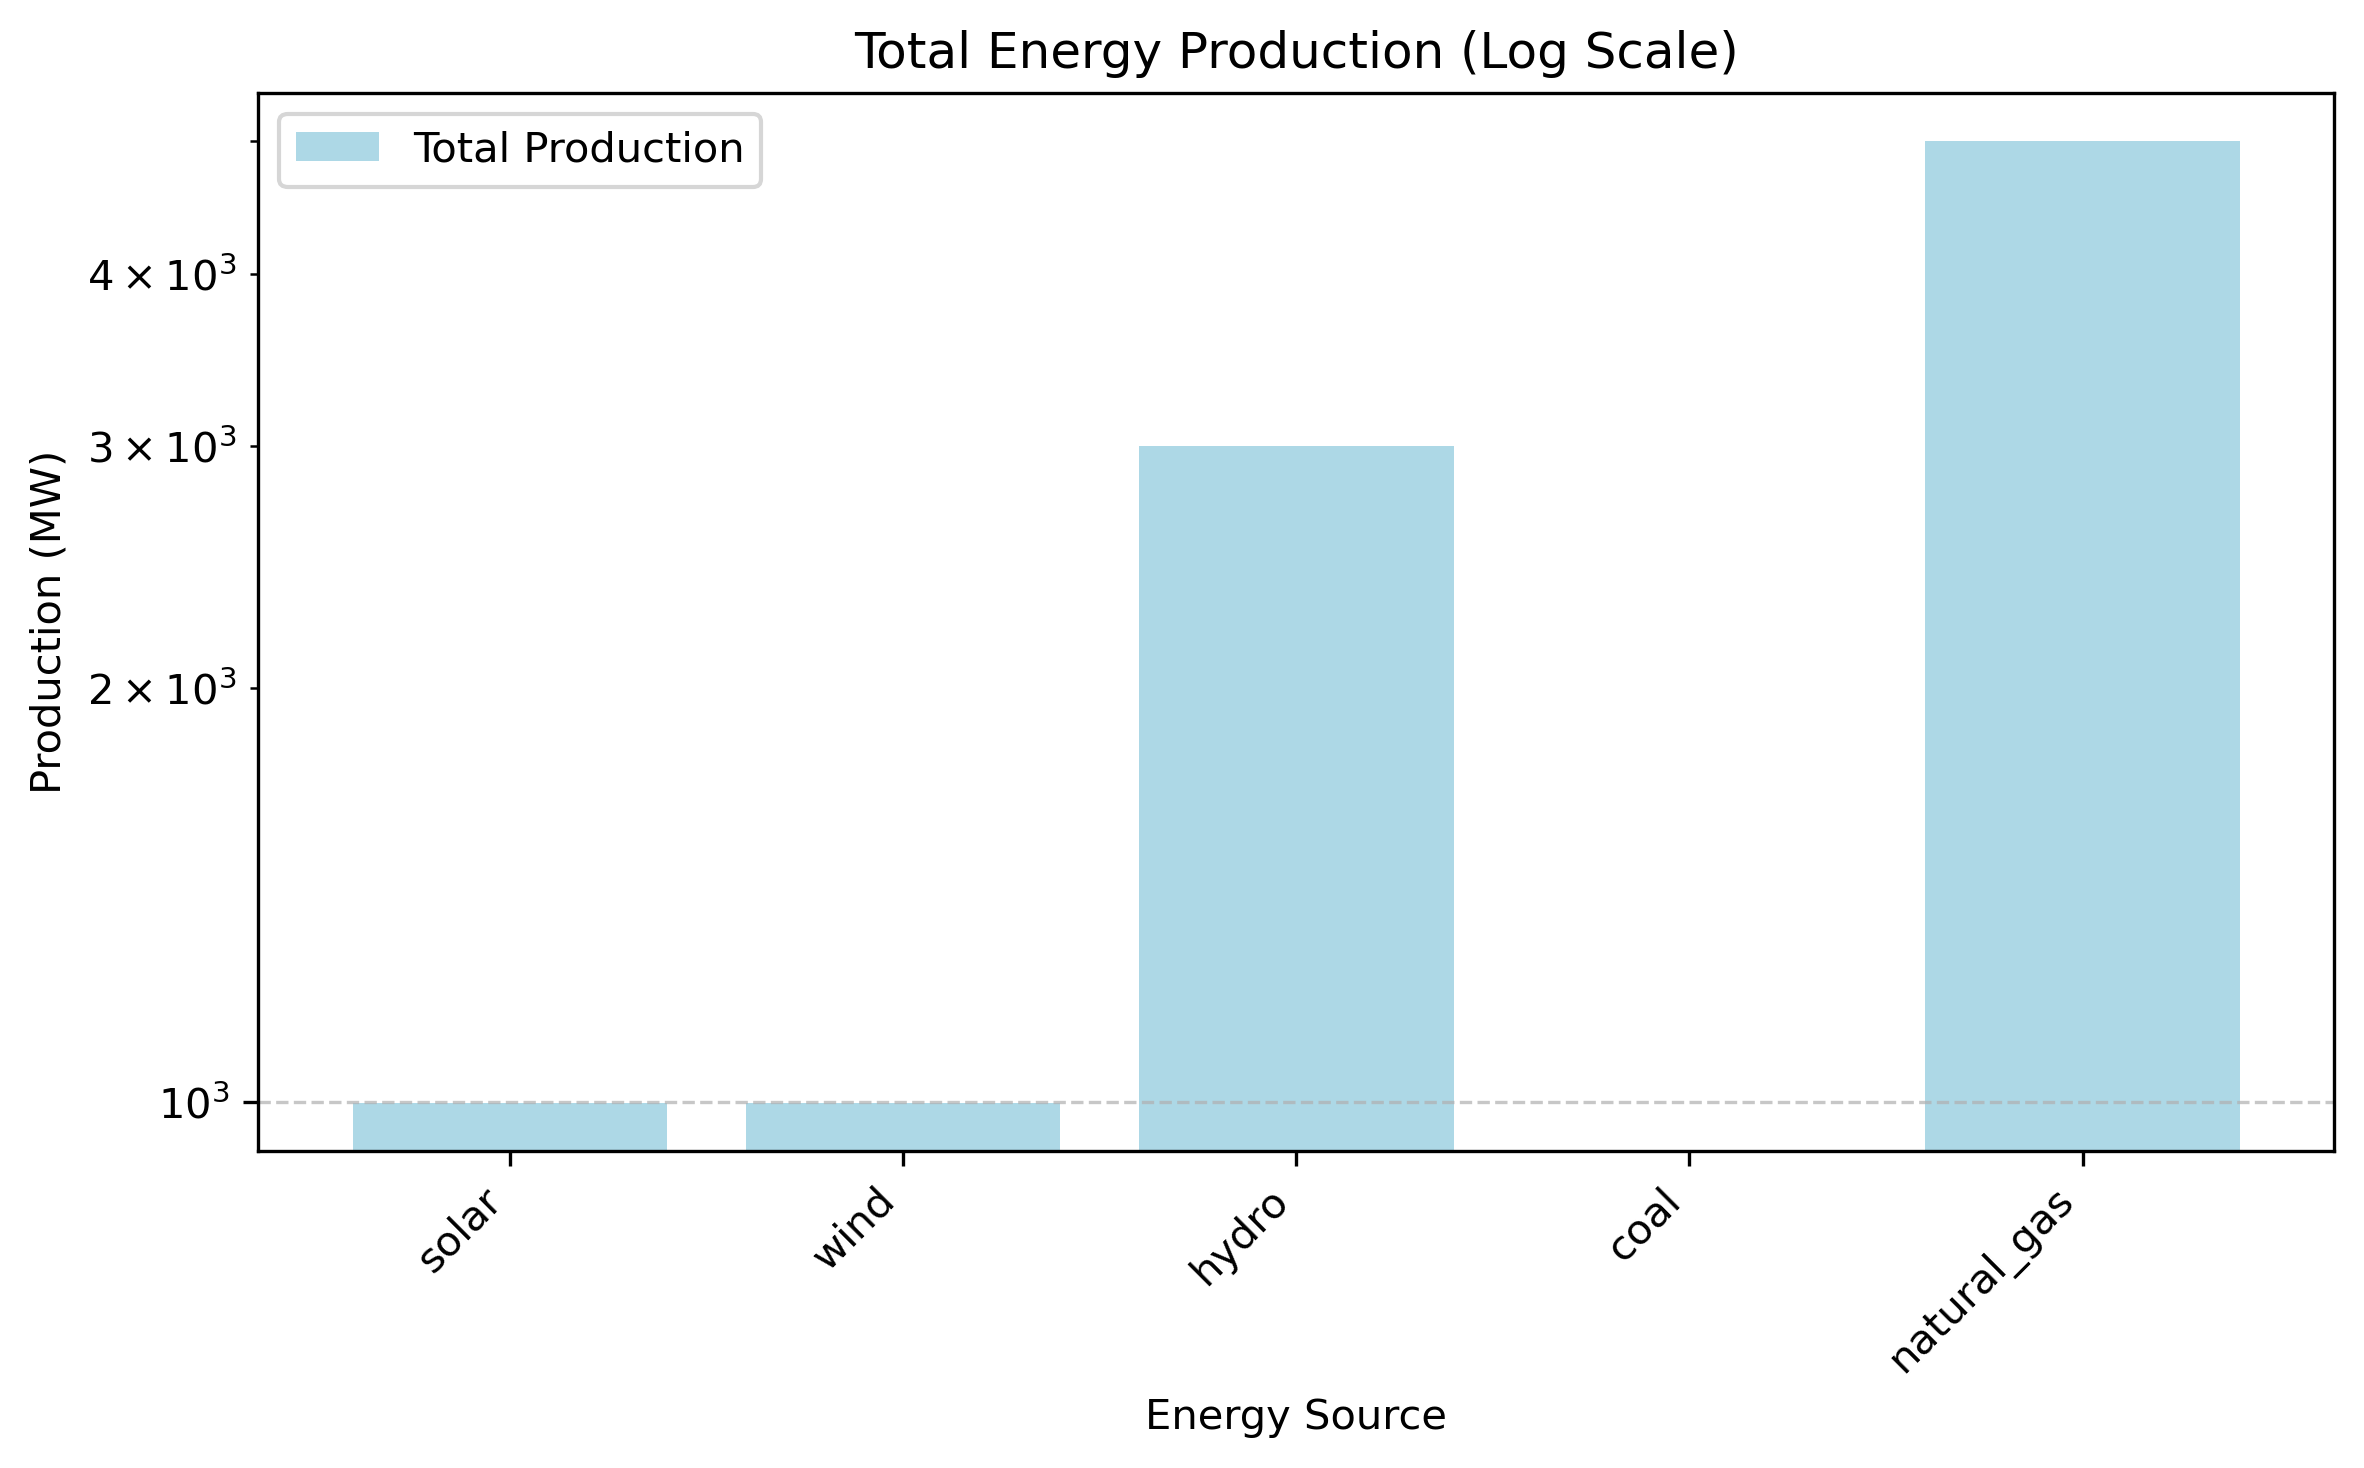 Total Energy Production (Log Scale)
Total Production
4 × 10³
3 × 10³
2 × 10³
10³
Production (MW)
solar
wind
hydro
coal
natural_gas
Energy Source